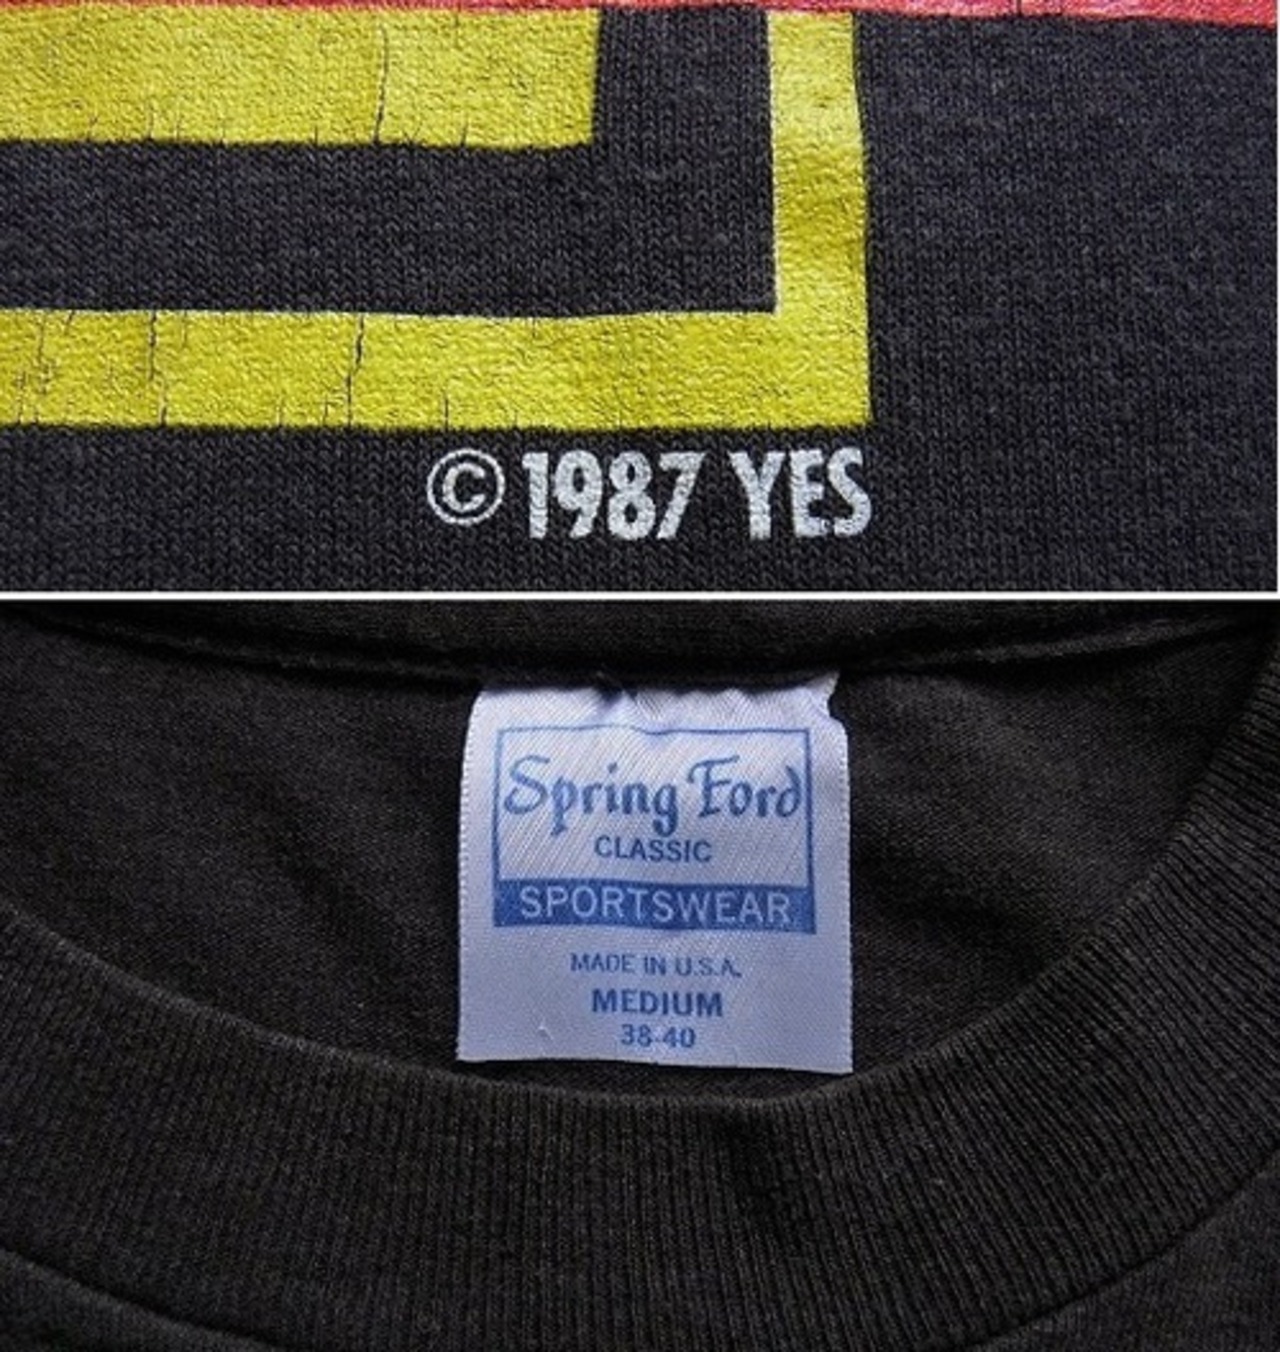 © 1987 YES
Spring Ford
CLASSIC
SPORTSWEAR
MADE IN U.S.A.
MEDIUM
38-40